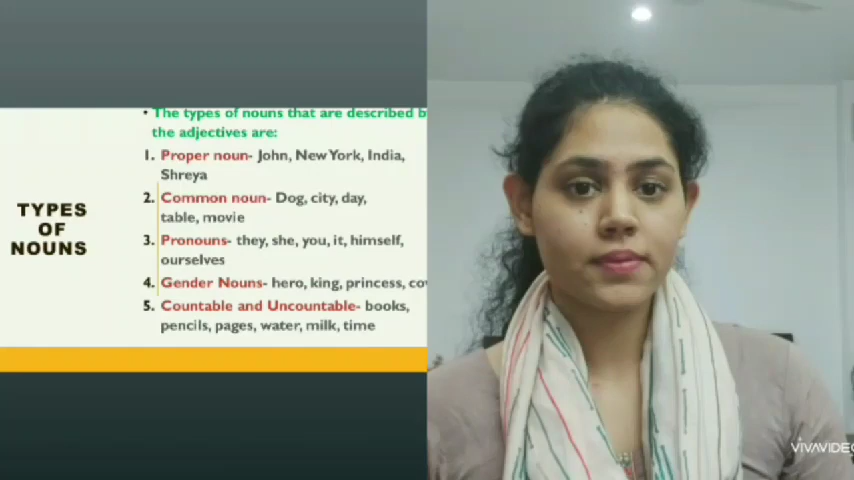 • The types of nouns that are described by
the adjectives are:
1. Proper noun- John, New York, India,
Shreya
2. Common noun- Dog, city, day,
table, movie
TYPES
OF
NOUNS
3. Pronouns- they, she, you, it, himself,
ourselves
4. Gender Nouns- hero, king, princess,
5. Countable and Uncountable- books,
pencils, pages, water, milk, time
VIVAVIDEO